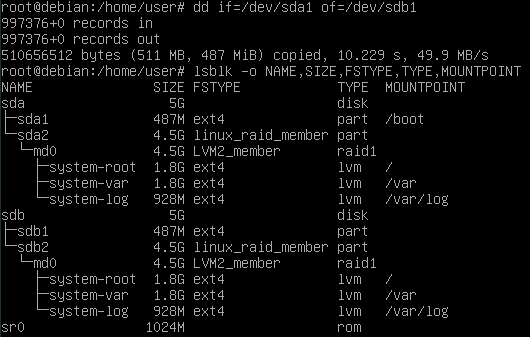 root@debian:/home/user# dd if=/dev/sda1 of=/dev/sdb1
997376+0 records in
997376+0 records out
510656512 bytes (511 MB, 487 MiB) copied, 10.229 s, 49.9 MB/s
root@debian:/home/user# lsblk -o NAME,SIZE,FSTYPE,TYPE,MOUNTPOINT
NAME                SIZE FSTYPE            TYPE  MOUNTPOINT
sda                   5G                   disk
├─sda1              487M ext4              part  /boot
└─sda2              4.5G linux_raid_member part
  └─md0             4.5G LVM2_member       raid1
    ├─system-root   1.8G ext4              lvm   /
    ├─system-var    1.8G ext4              lvm   /var
    └─system-log    928M ext4              lvm   /var/log
sdb                   5G                   disk
├─sdb1              487M ext4              part
└─sdb2              4.5G linux_raid_member part
  └─md0             4.5G LVM2_member       raid1
    ├─system-root   1.8G ext4              lvm   /
    ├─system-var    1.8G ext4              lvm   /var
    └─system-log    928M ext4              lvm   /var/log
sr0                1024M                   rom